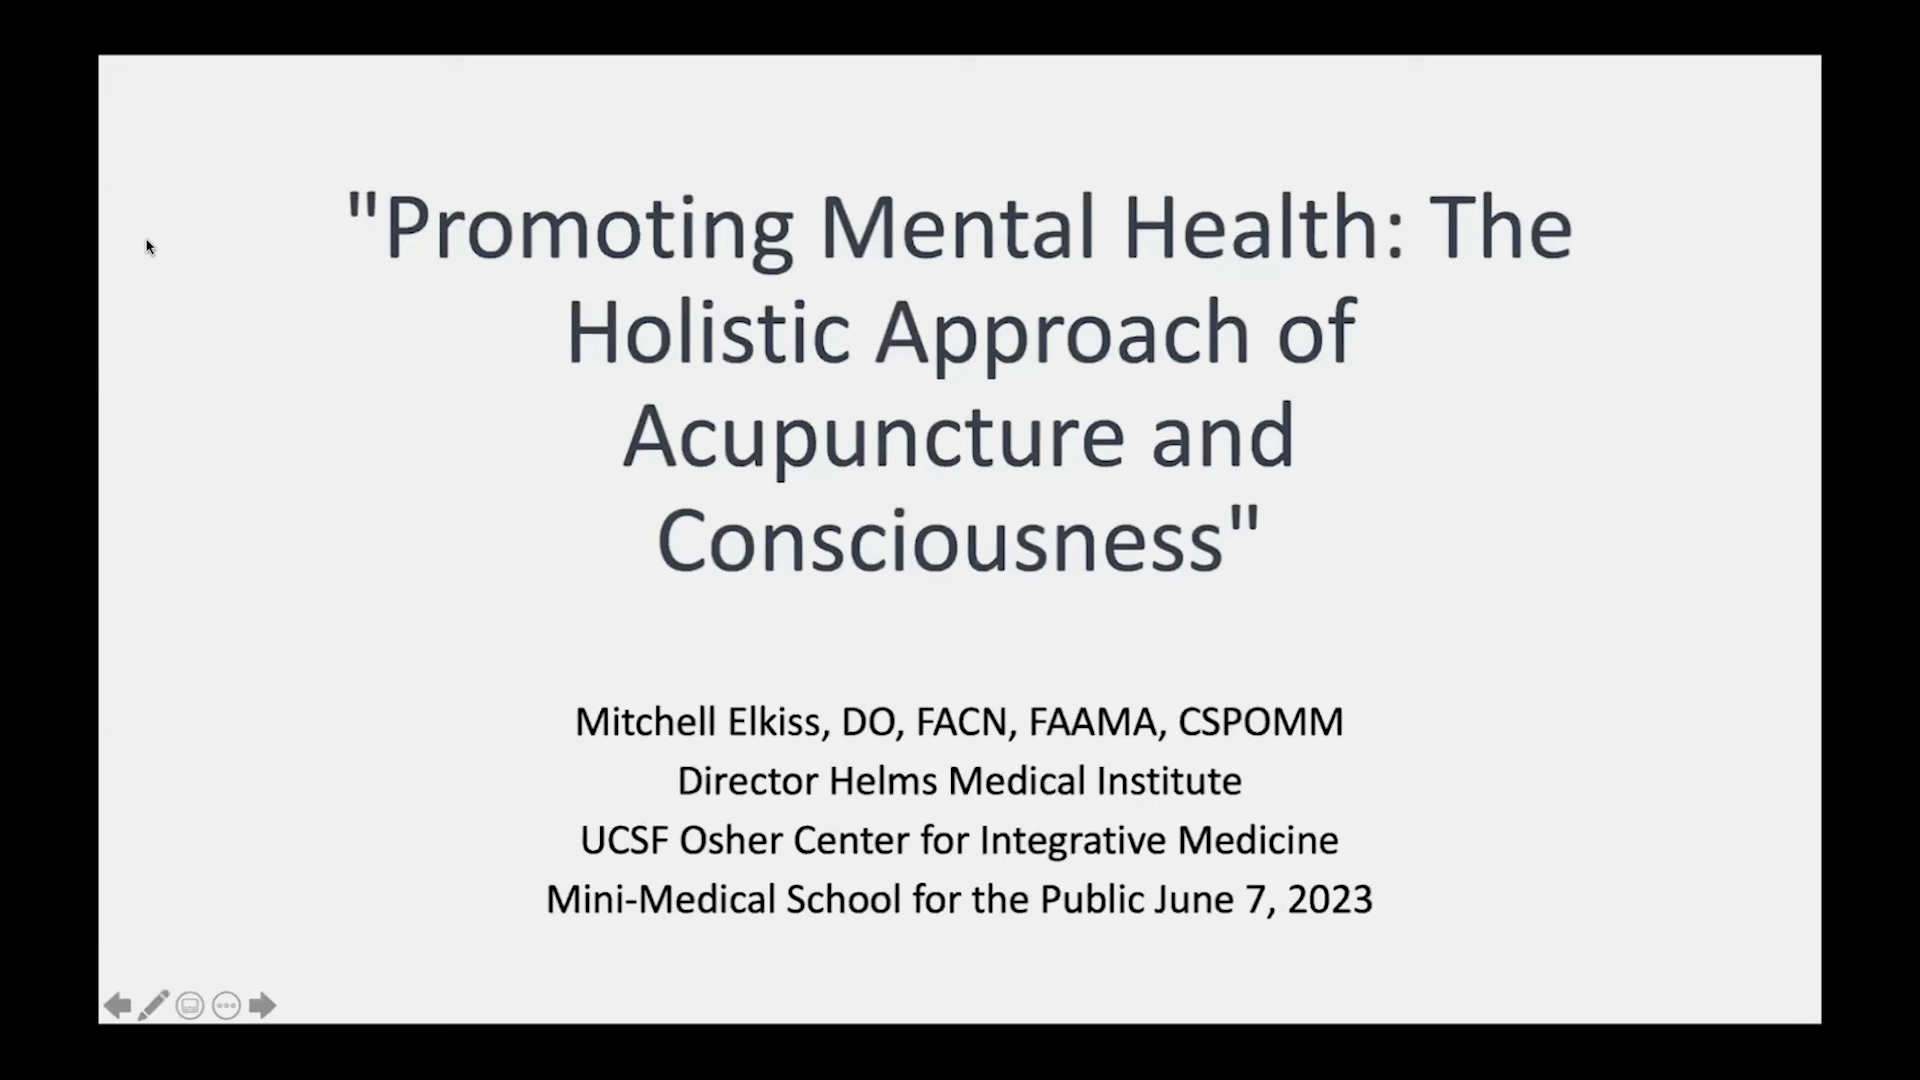 "Promoting Mental Health: The
Holistic Approach of
Acupuncture and
Consciousness"
Mitchell Elkiss, DO, FACN, FAAMA, CSPOMM
Director Helms Medical Institute
UCSF Osher Center for Integrative Medicine
Mini-Medical School for the Public June 7, 2023